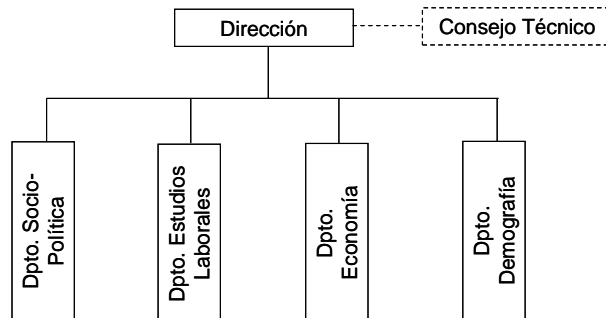 Dirección
Consejo Técnico
Dpto. Socio-
Política
Dpto. Estudios
Laborales
Dpto.
Economía
Dpto.
Demografía